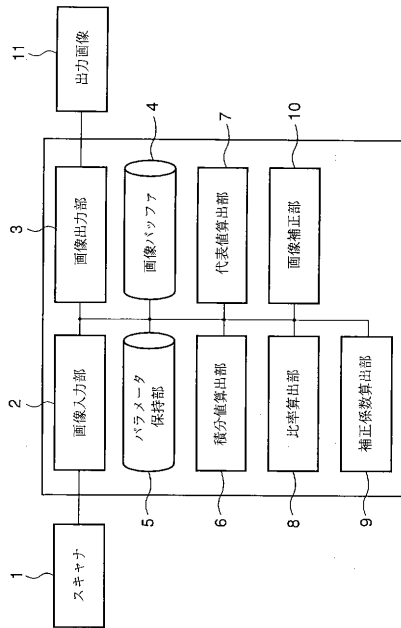 1
スキャナ
2
画像入力部
3
画像出力部
11
出力画像
5
パラメータ
保持部
4
画像バッファ
6
積分値算出部
7
代表値算出部
8
比率算出部
10
画像補正部
9
補正係数算出部